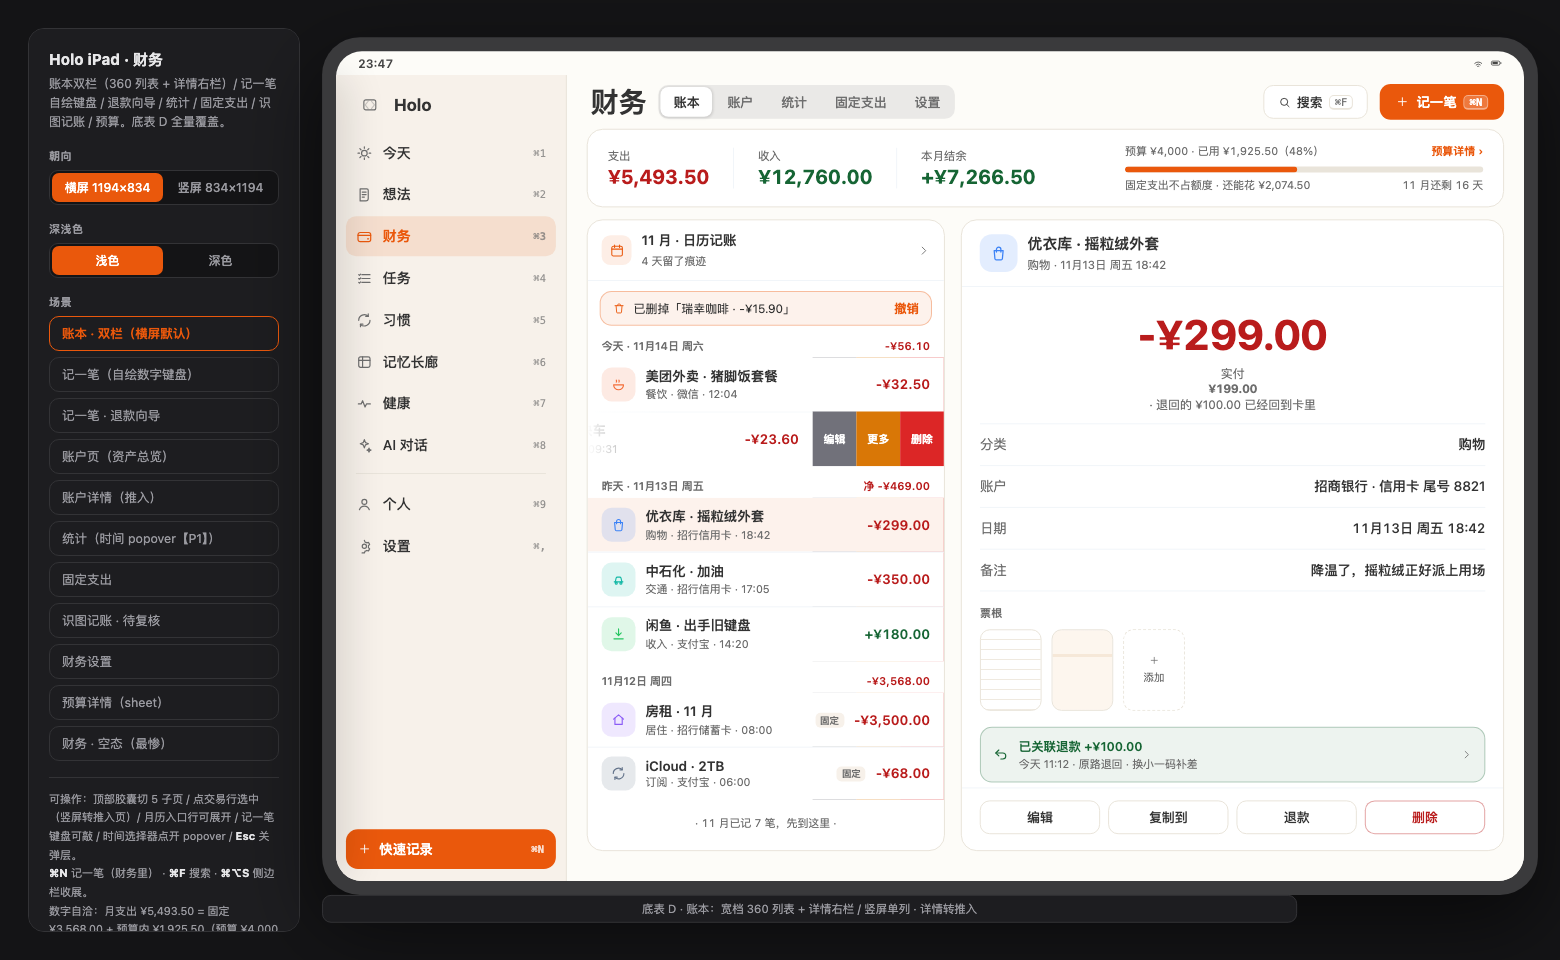 Holo iPad · 财务
账本双栏（360 列表 + 详情右栏）/ 记一笔
自绘键盘 / 退款向导 / 统计 / 固定支出 / 识
图记账 / 预算。底表 D 全量覆盖。
朝向
横屏 1194×834
竖屏 834×1194
深浅色
浅色
深色
场景
账本 · 双栏（横屏默认）
记一笔（自绘数字键盘）
记一笔 · 退款向导
账户页（资产总览）
账户详情（推入）
统计（时间 popover【P1】）
固定支出
识图记账 · 待复核
财务设置
预算详情（sheet）
财务 · 空态（最惨）
可操作：顶部胶囊切 5 子页 / 点交易行选中
（竖屏转推入页）/ 月历入口行可展开 / 记一笔
键盘可敲 / 时间选择器点开 popover / Esc 关
弹层。
⌘N 记一笔（财务里） · ⌘F 搜索 · ⌘⌥S 侧边
栏收展。
数字自洽：月支出 ¥5,493.50 = 固定
¥3,568.00 + 预算内 ¥1,925.50（预算 ¥4,000
23:47
Holo
今天 ⌘1
想法 ⌘2
财务 ⌘3
任务 ⌘4
习惯 ⌘5
记忆长廊 ⌘6
健康 ⌘7
AI 对话 ⌘8
个人 ⌘9
设置 ⌘,
+ 快速记录 ⌘N
财务
账本
账户
统计
固定支出
设置
搜索 ⌘F
+ 记一笔 ⌘N
支出
¥5,493.50
收入
¥12,760.00
本月结余
+¥7,266.50
预算 ¥4,000 · 已用 ¥1,925.50（48%）
预算详情 ›
固定支出不占额度 · 还能花 ¥2,074.50
11 月还剩 16 天
11 月 · 日历记账
4 天留了痕迹
已删掉「瑞幸咖啡 · -¥15.90」
撤销
今天 · 11月14日 周六 -¥56.10
美团外卖 · 猪脚饭套餐
餐饮 · 微信 · 12:04
-¥32.50
车
9:31
-¥23.60
编辑
更多
删除
昨天 · 11月13日 周五 净 -¥469.00
优衣库 · 摇粒绒外套
购物 · 招行信用卡 · 18:42
-¥299.00
中石化 · 加油
交通 · 招行信用卡 · 17:05
-¥350.00
闲鱼 · 出手旧键盘
收入 · 支付宝 · 14:20
+¥180.00
11月12日 周四 -¥3,568.00
房租 · 11 月
居住 · 招行储蓄卡 · 08:00
固定 -¥3,500.00
iCloud · 2TB
订阅 · 支付宝 · 06:00
固定 -¥68.00
· 11 月已记 7 笔，先到这里 ·
优衣库 · 摇粒绒外套
购物 · 11月13日 周五 18:42
-¥299.00
实付
¥199.00
· 退回的 ¥100.00 已经回到卡里
分类 购物
账户 招商银行 · 信用卡 尾号 8821
日期 11月13日 周五 18:42
备注 降温了，摇粒绒正好派上用场
票根
+
添加
已关联退款 +¥100.00
今天 11:12 · 原路退回 · 换小一码补差
编辑
复制到
退款
删除
底表 D · 账本：宽档 360 列表 + 详情右栏 / 竖屏单列 · 详情转推入